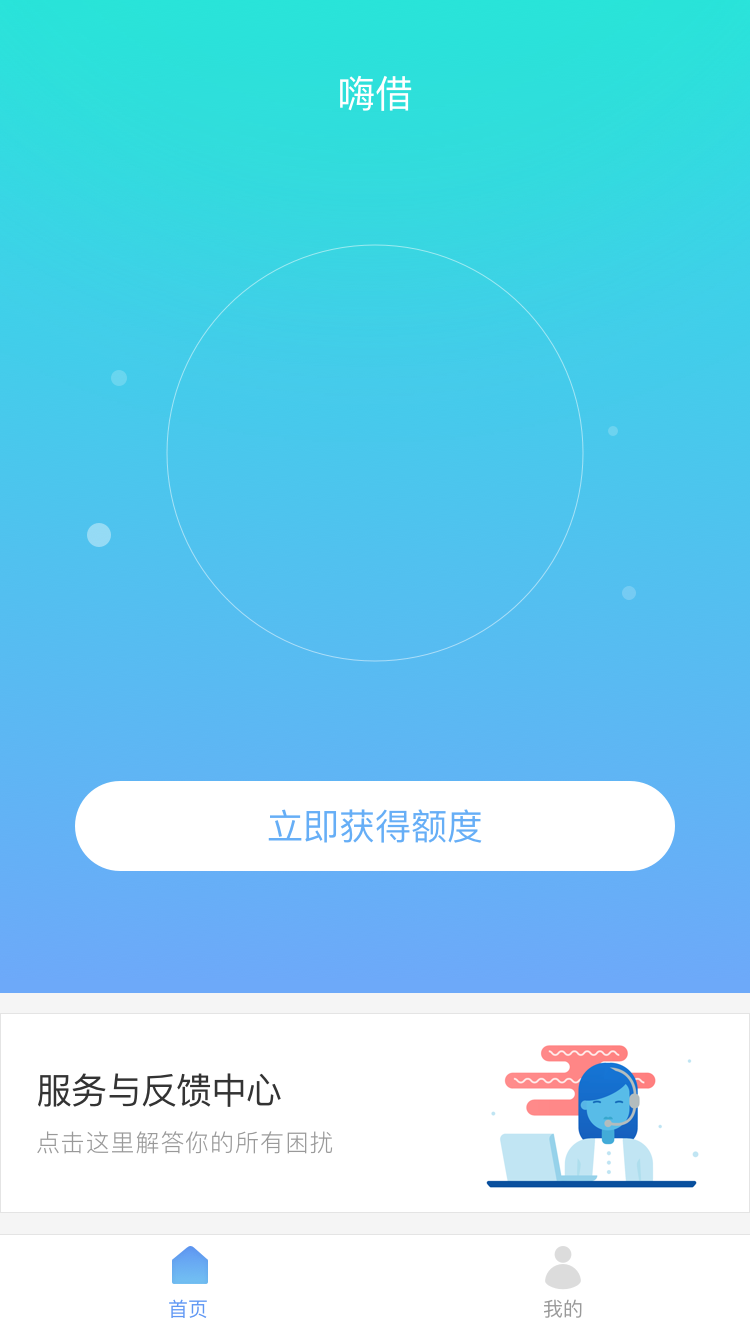 嗨借
立即获得额度
服务与反馈中心
点击这里解答你的所有困扰
首页
我的